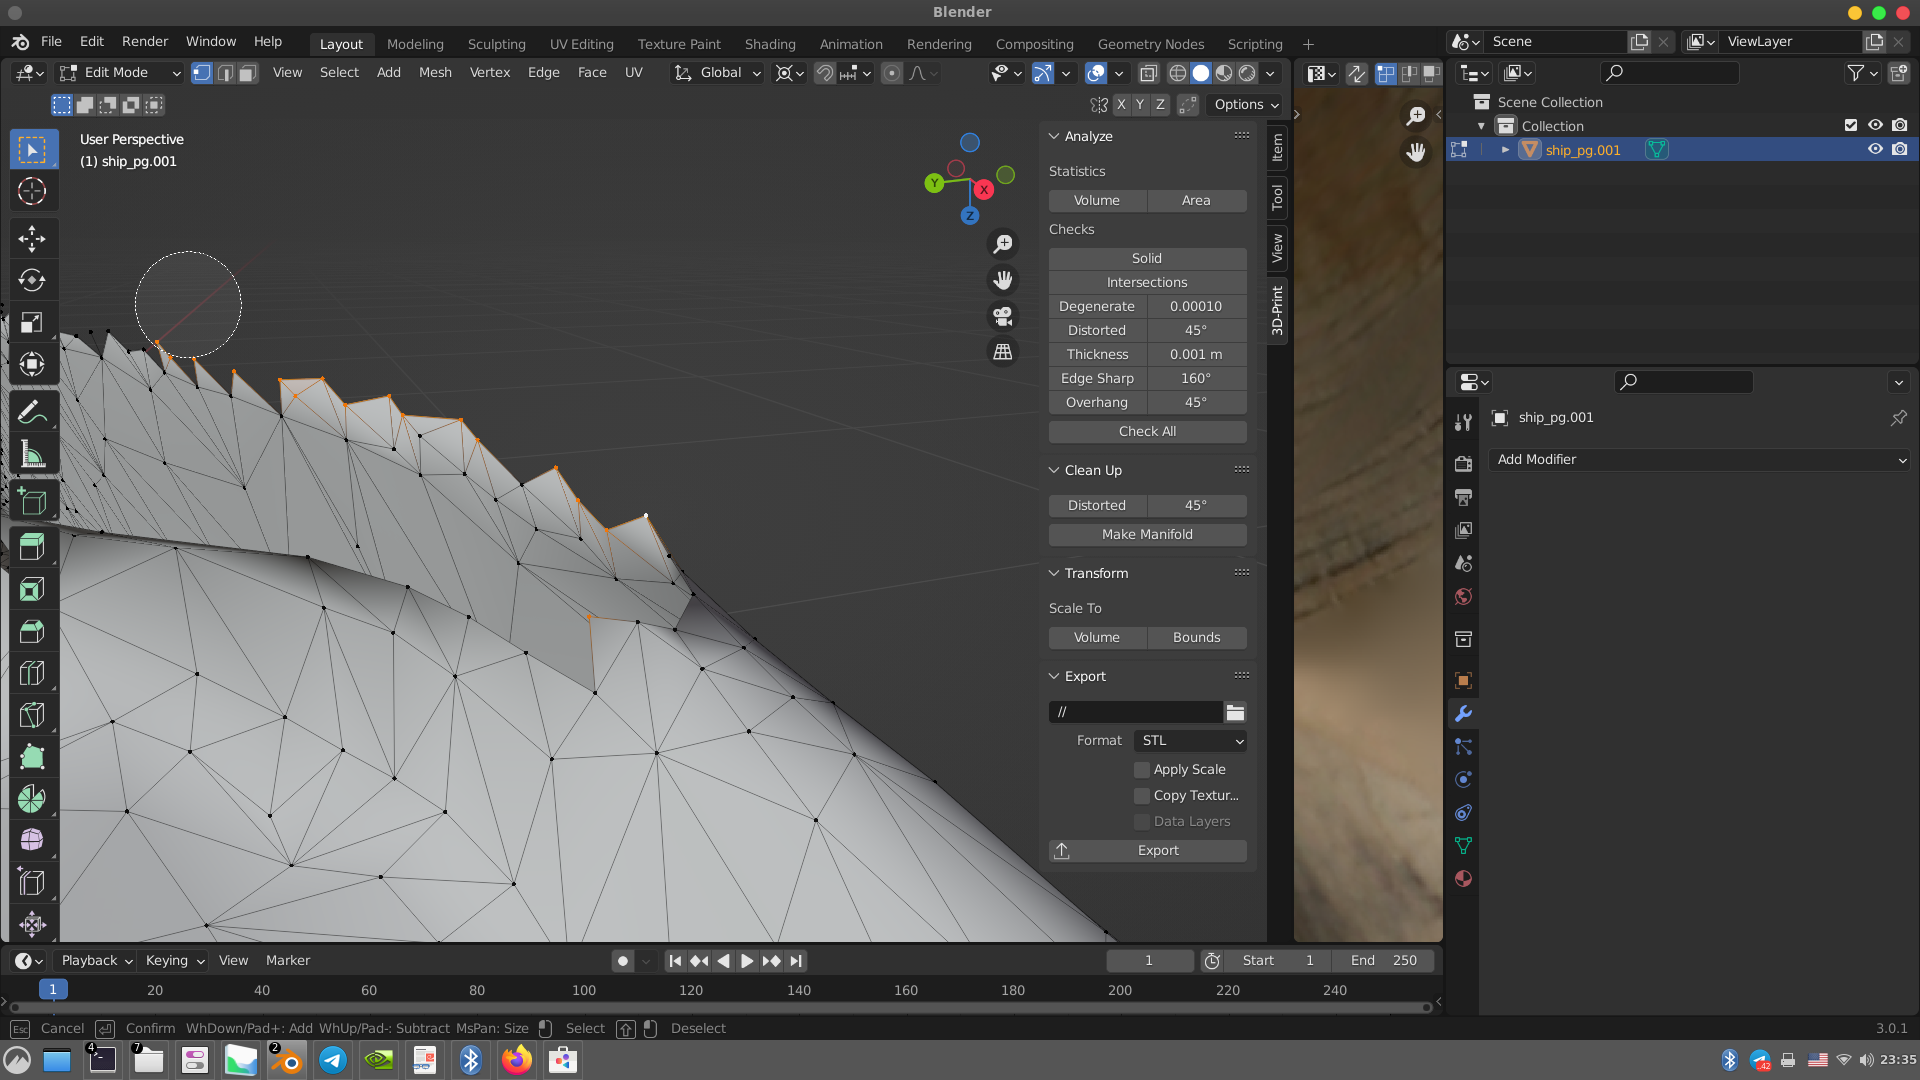 Blender
File Edit Render Window Help
Layout Modeling Sculpting UV Editing Texture Paint Shading Animation Rendering Compositing Geometry Nodes Scripting +
Scene
ViewLayer
Edit Mode View Select Add Mesh Vertex Edge Face UV Global
X Y Z Options
User Perspective
(1) ship_pg.001
Y X Z
Analyze
Statistics
Volume Area
Checks
Solid
Intersections
Degenerate 0.00010
Distorted 45°
Thickness 0.001 m
Edge Sharp 160°
Overhang 45°
Check All
Clean Up
Distorted 45°
Make Manifold
Transform
Scale To
Volume Bounds
Export
//
Format STL
Apply Scale
Copy Textur...
Data Layers
Export
Item
Tool
View
3D-Print
Scene Collection
Collection
ship_pg.001
ship_pg.001
Add Modifier
Playback Keying View Marker
1 Start 1 End 250
1 20 40 60 80 100 120 140 160 180 200 220 240
Esc Cancel Confirm WhDown/Pad+: Add WhUp/Pad-: Subtract MsPan: Size Select Deselect
3.0.1
4 7 2
42
23:35